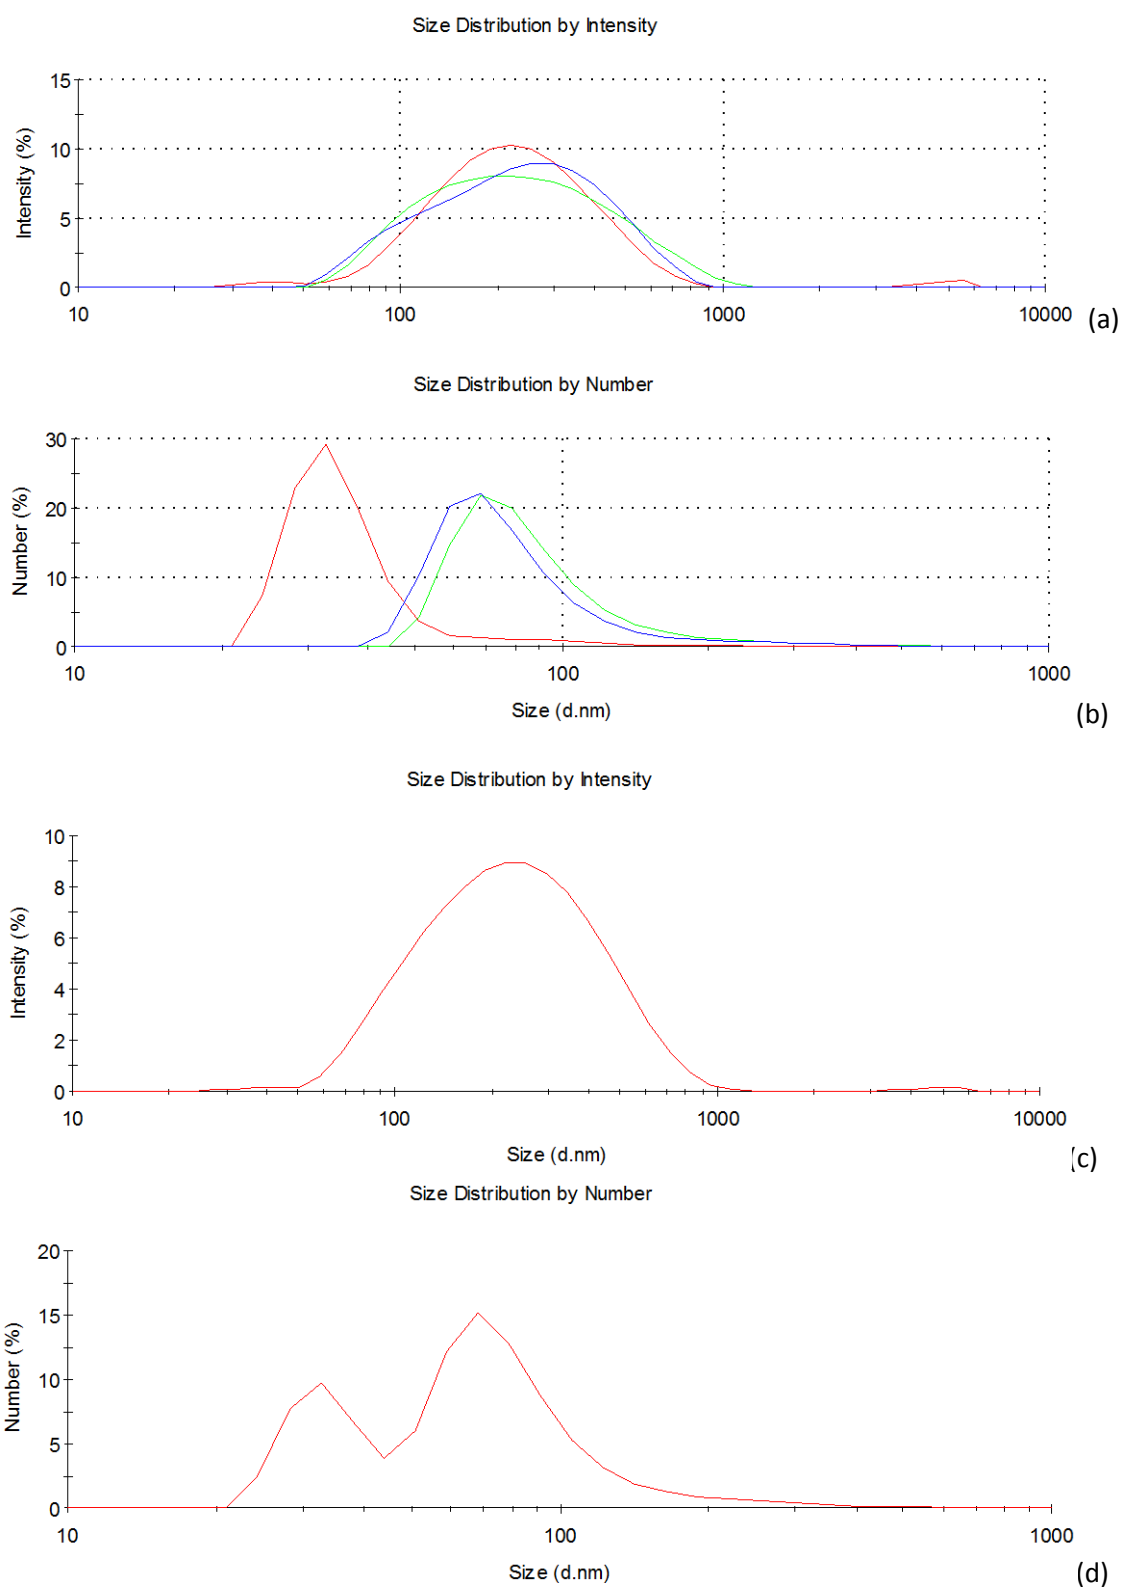 Size Distribution by Intensity
15
10
5
0
Intensity (%)
10 100 1000 10000 (a)
Size Distribution by Number
30
20
10
0
Number (%)
10 100 1000
Size (d.nm)
(b)
Size Distribution by Intensity
10
8
6
4
2
0
Intensity (%)
10 100 1000 10000
Size (d.nm)
(c)
Size Distribution by Number
20
15
10
5
0
Number (%)
10 100 1000
Size (d.nm)
(d)